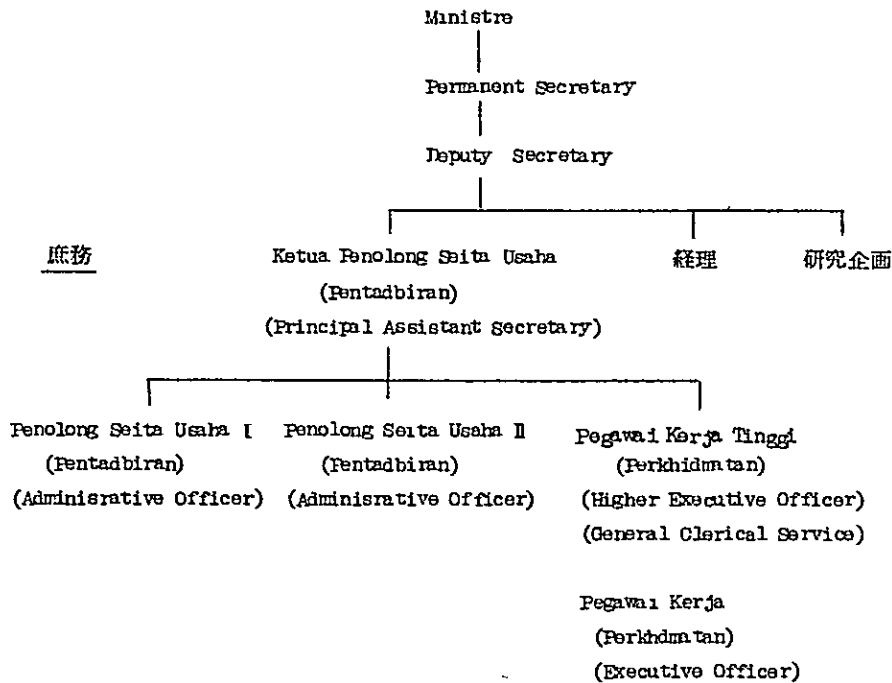 Ministre
Permanent Secretary
Deputy Secretary
庶務
Ketua Penolong Seita Usaha
(Pentadbiran)
(Principal Assistant Secretary)
経理
研究企画
Penolong Seita Usaha I
(Pentadbiran)
(Adminisrative Officer)
Penolong Seita Usaha II
(Pentadbiran)
(Adminisrative Officer)
Pegawai Kerja Tinggi
(Perkhidmatan)
(Higher Executive Officer)
(General Clerical Service)
Pegawai Kerja
(Perkhdmatan)
(Executive Officer)